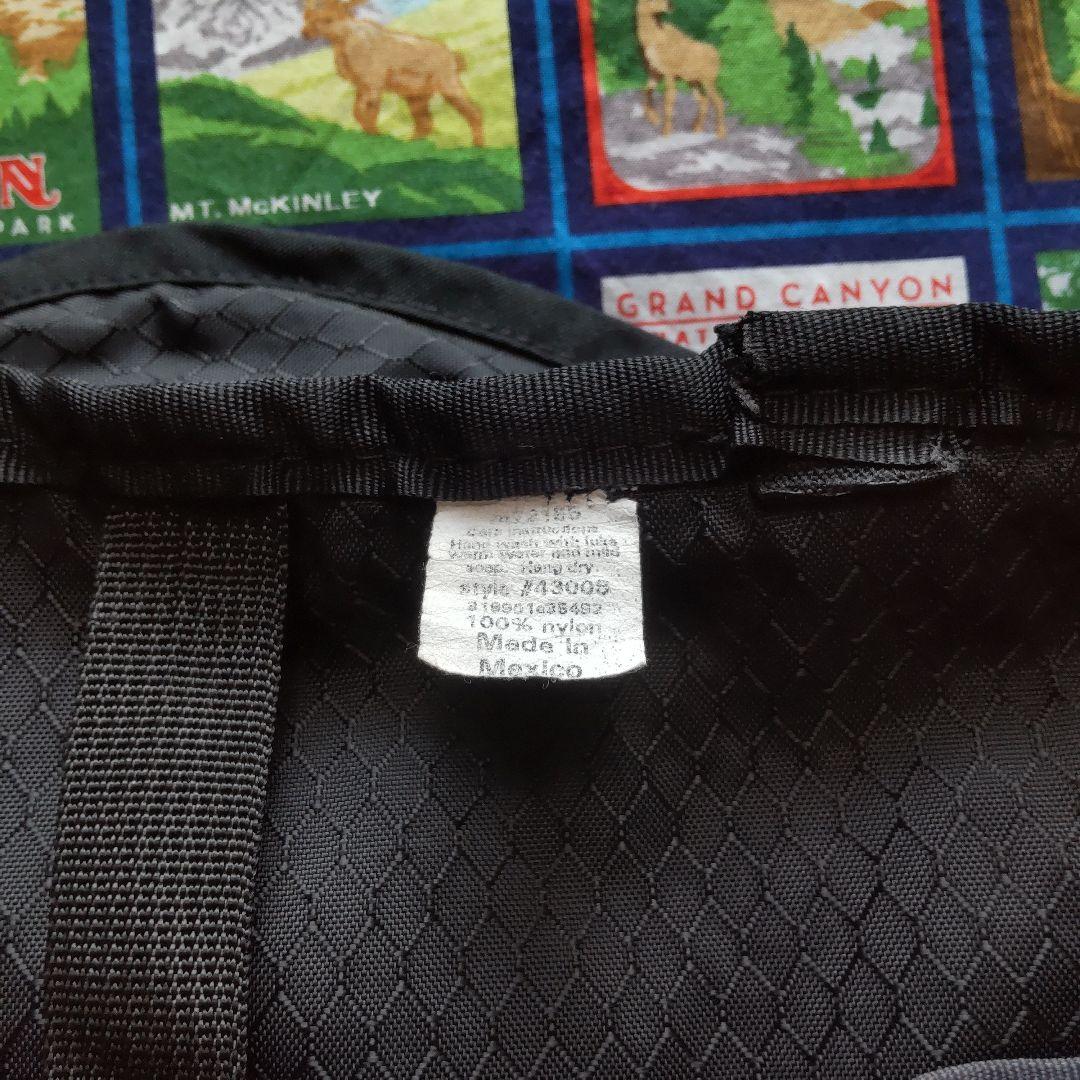 N
PARK
MT. McKINLEY
GRAND CANYON
Care Instructions
Hand wash with luke
warm water and mild
soap. Hang dry
style #43005
100% nylon
Made in
Mexico